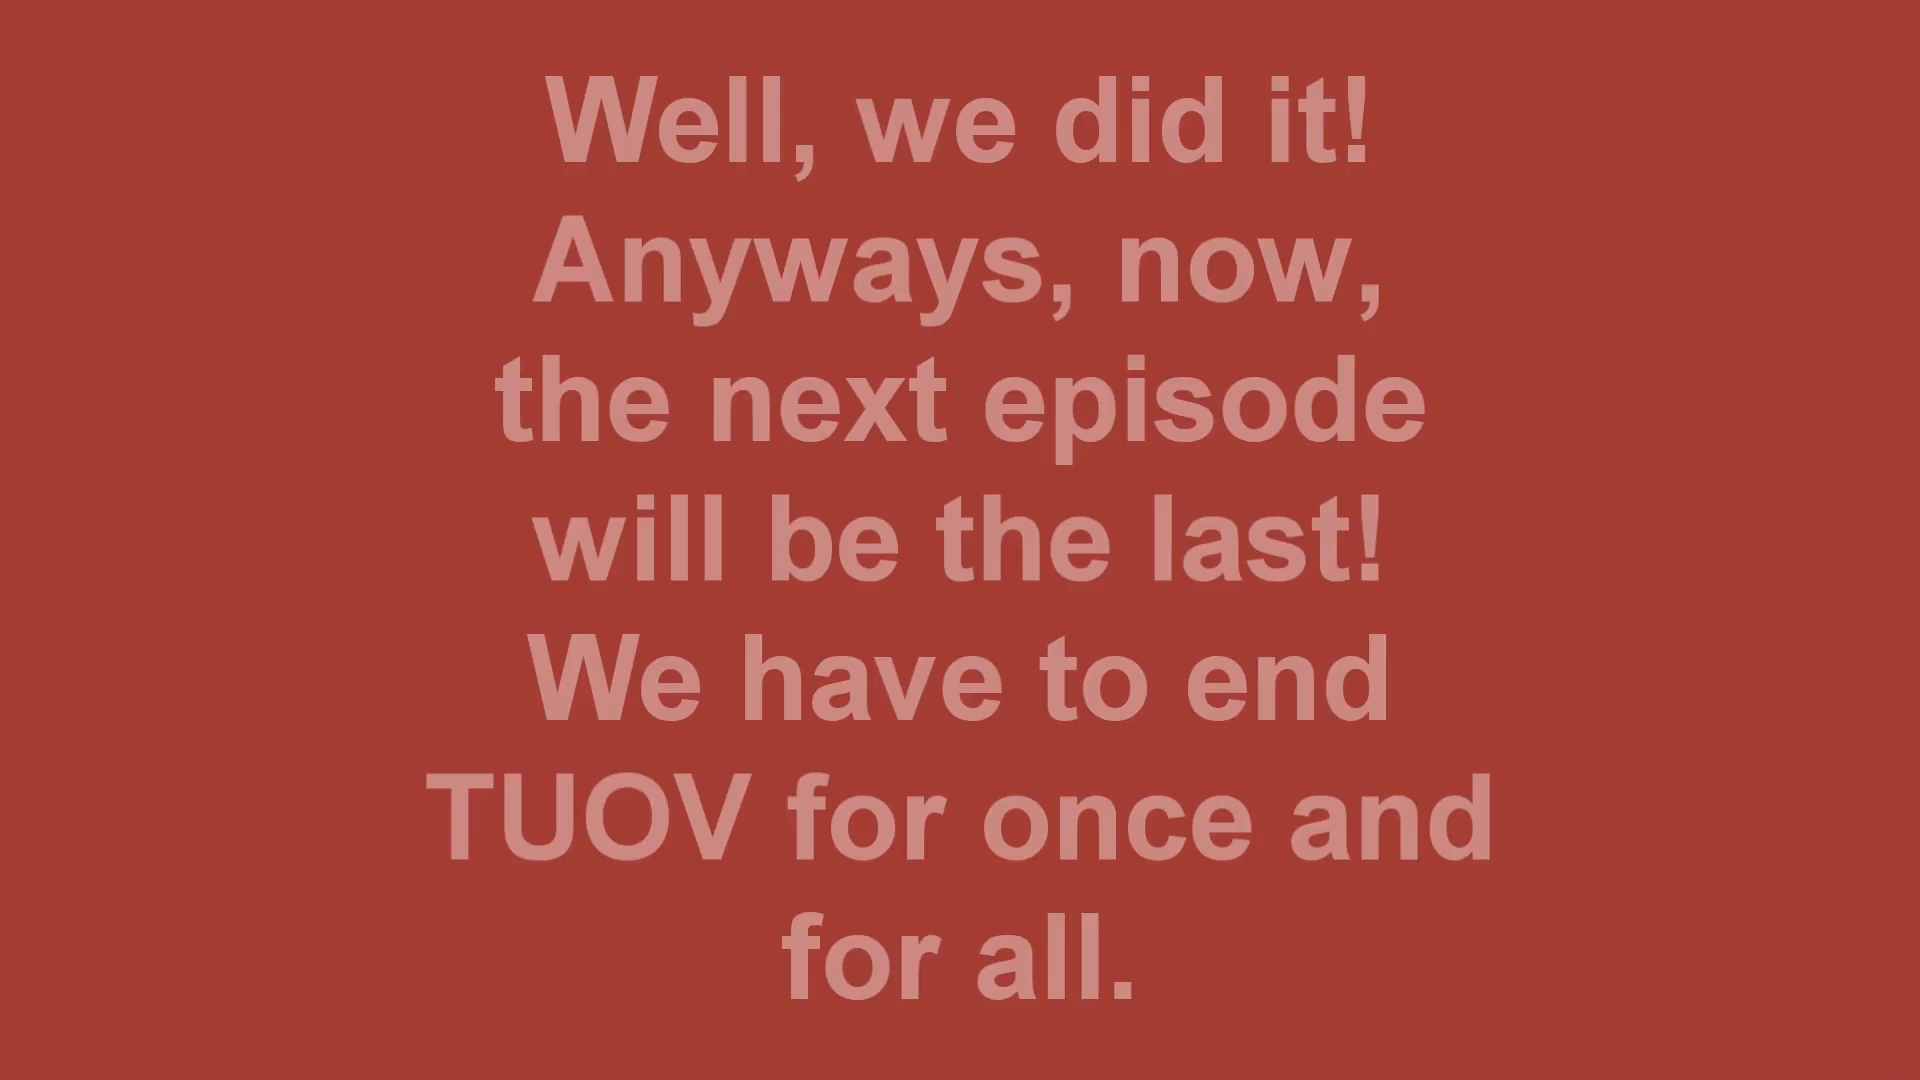 Well, we did it!
Anyways, now,
the next episode
will be the last!
We have to end
TUOV for once and
for all.